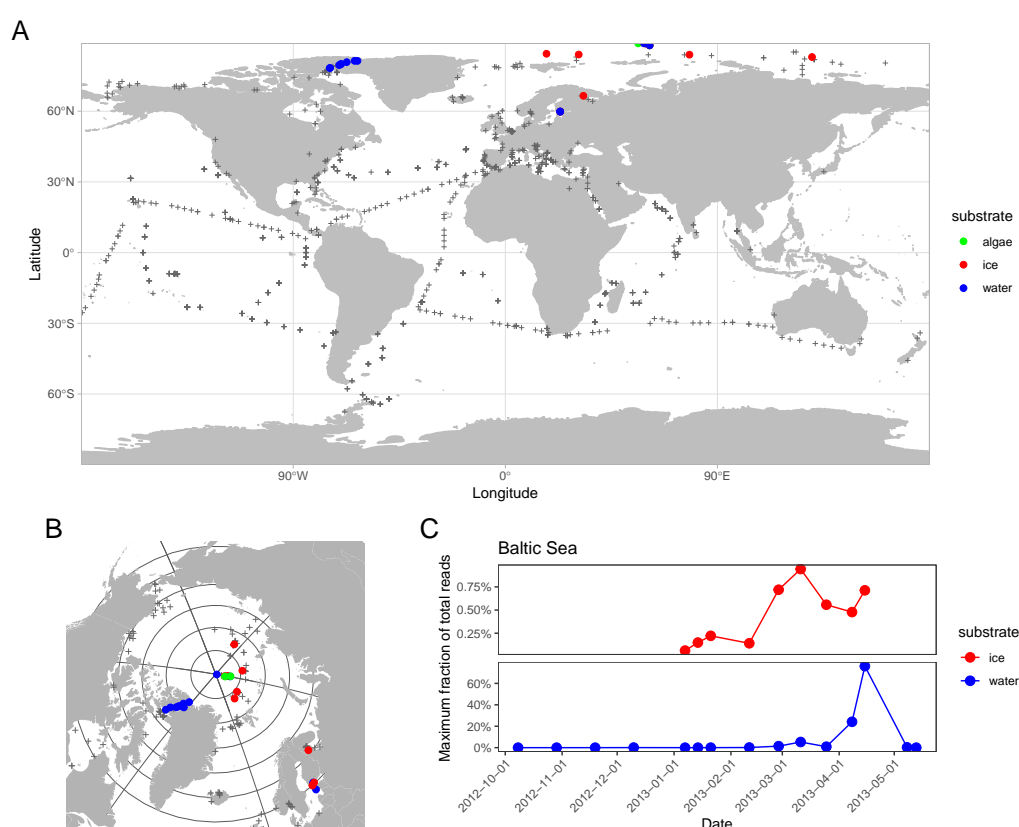 A
60°N
30°N
0°
30°S
60°S
Latitude
90°W
0°
90°E
Longitude
substrate
algae
ice
water
B
C
Baltic Sea
Maximum fraction of total reads
0.75%
0.50%
0.25%
60%
40%
20%
0%
2012-10-01
2012-11-01
2012-12-01
2013-01-01
2013-02-01
2013-03-01
2013-04-01
2013-05-01
Date
substrate
ice
water